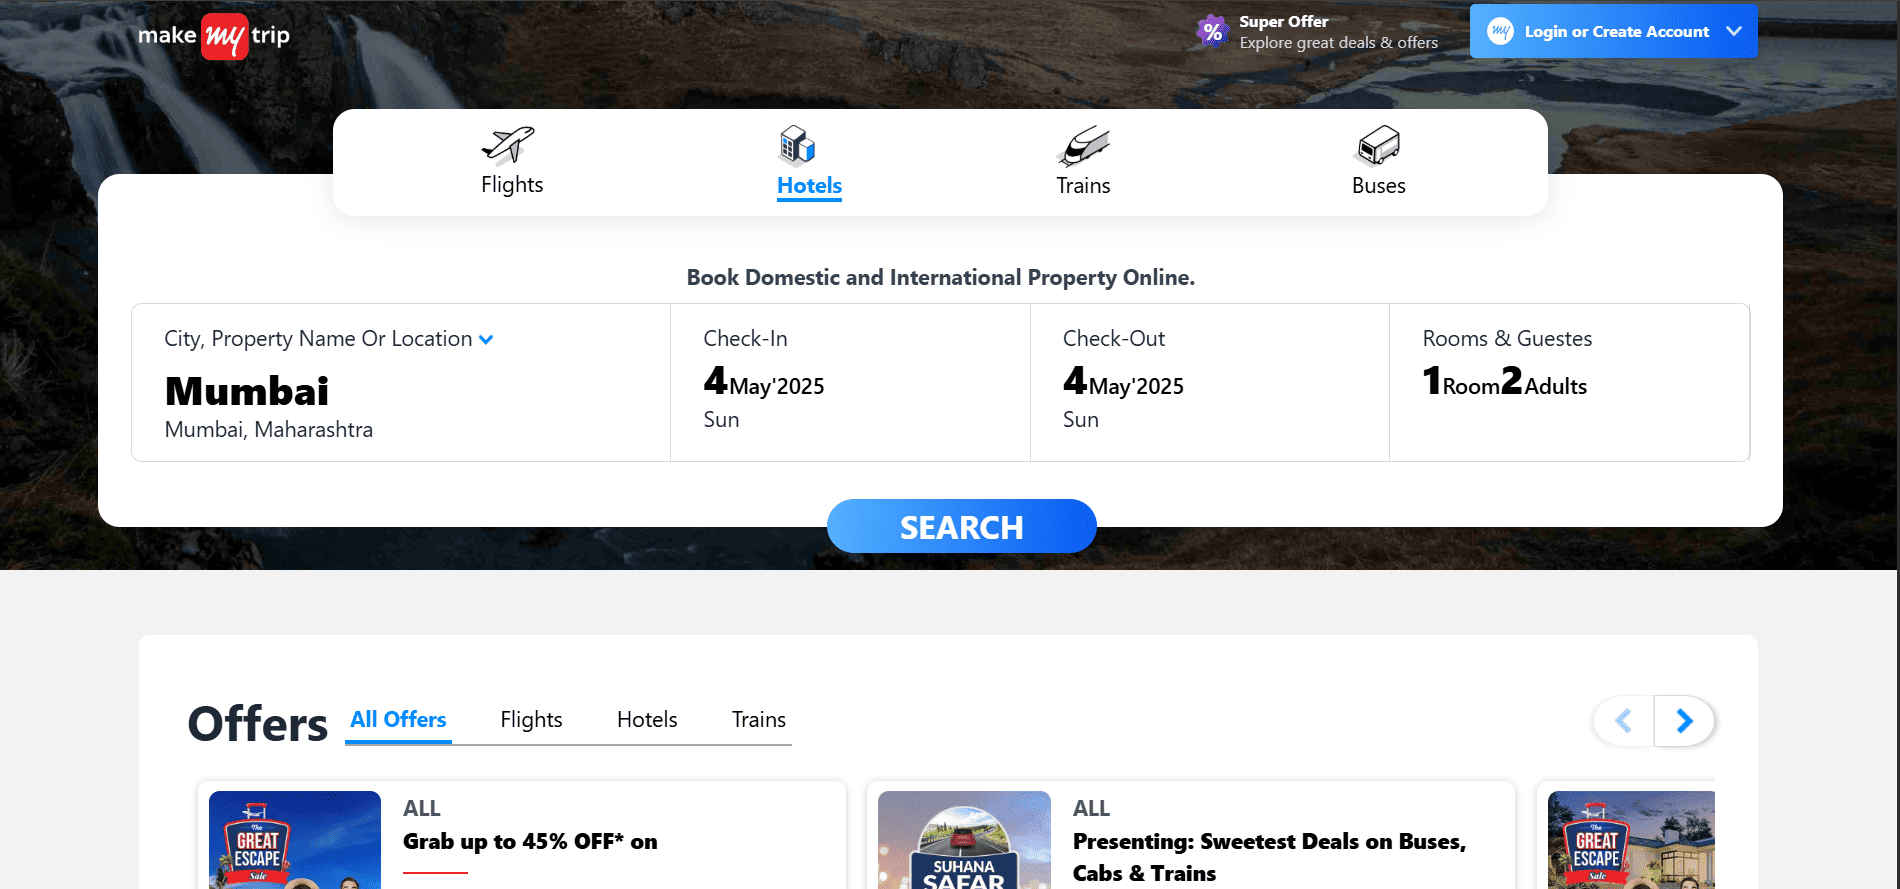 make my trip
%
Super Offer
Explore great deals & offers
my Login or Create Account
Flights
Hotels
Trains
Buses
Book Domestic and International Property Online.
City, Property Name Or Location
Mumbai
Mumbai, Maharashtra
Check-In
4May'2025
Sun
Check-Out
4May'2025
Sun
Rooms & Guestes
1Room2Adults
SEARCH
Offers
All Offers
Flights
Hotels
Trains
The
GREAT
ESCAPE
Sale
ALL
Grab up to 45% OFF* on
SUHANA
SAFAR
ALL
Presenting: Sweetest Deals on Buses,
Cabs & Trains
The
GREAT
ESCAPE
Sale